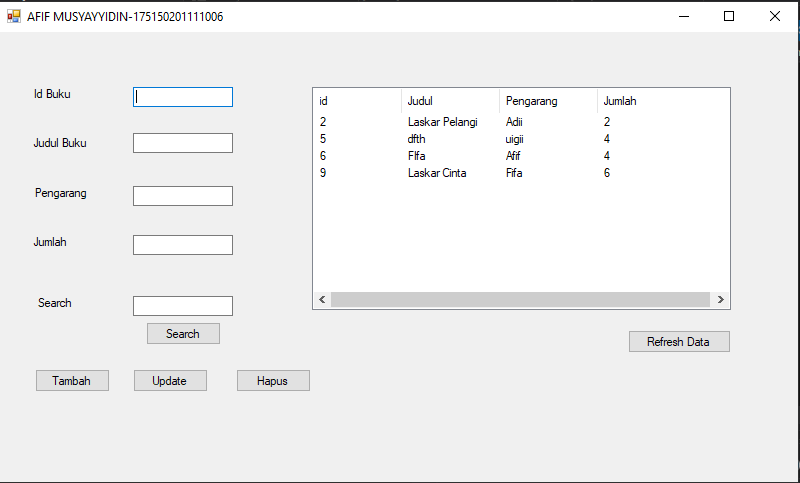 AFIF MUSYAYYIDIN-175150201111006
Id Buku
Judul Buku
Pengarang
Jumlah
Search
Search
Tambah Update Hapus
id Judul Pengarang Jumlah
2 Laskar Pelangi Adii 2
5 dfth uigii 4
6 FIfa Afif 4
9 Laskar Cinta Fifa 6
Refresh Data